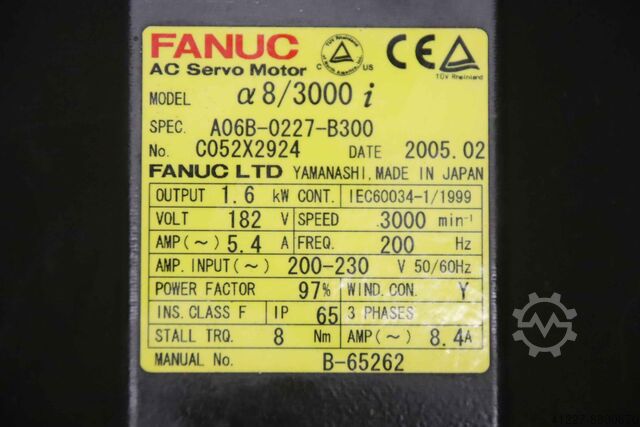 FANUC
AC Servo Motor
C US
TÜV Rheinland
CE
MODEL α8/3000 i
SPEC. A06B-0227-B300
No. C052X2924 DATE 2005.02
FANUC LTD YAMANASHI, MADE IN JAPAN
OUTPUT 1.6 kW CONT. IEC60034-1/1999
VOLT 182 V SPEED 3000 min⁻¹
AMP(~) 5.4 A FREQ. 200 Hz
AMP. INPUT(~) 200-230 V 50/60Hz
POWER FACTOR 97% WIND. CON. Y
INS. CLASS F IP 65 3 PHASES
STALL TRQ. 8 Nm AMP(~) 8.4A
MANUAL No. B-65262